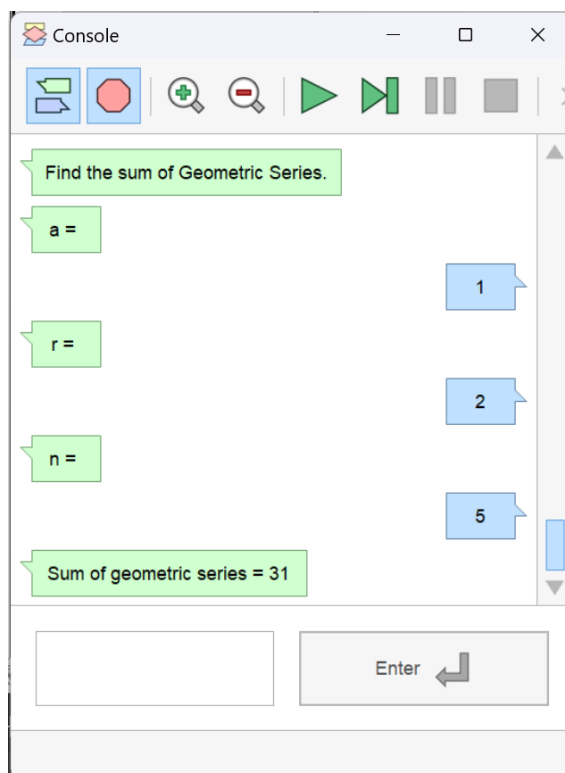 Console
Find the sum of Geometric Series.
a =
1
r =
2
n =
5
Sum of geometric series = 31
Enter